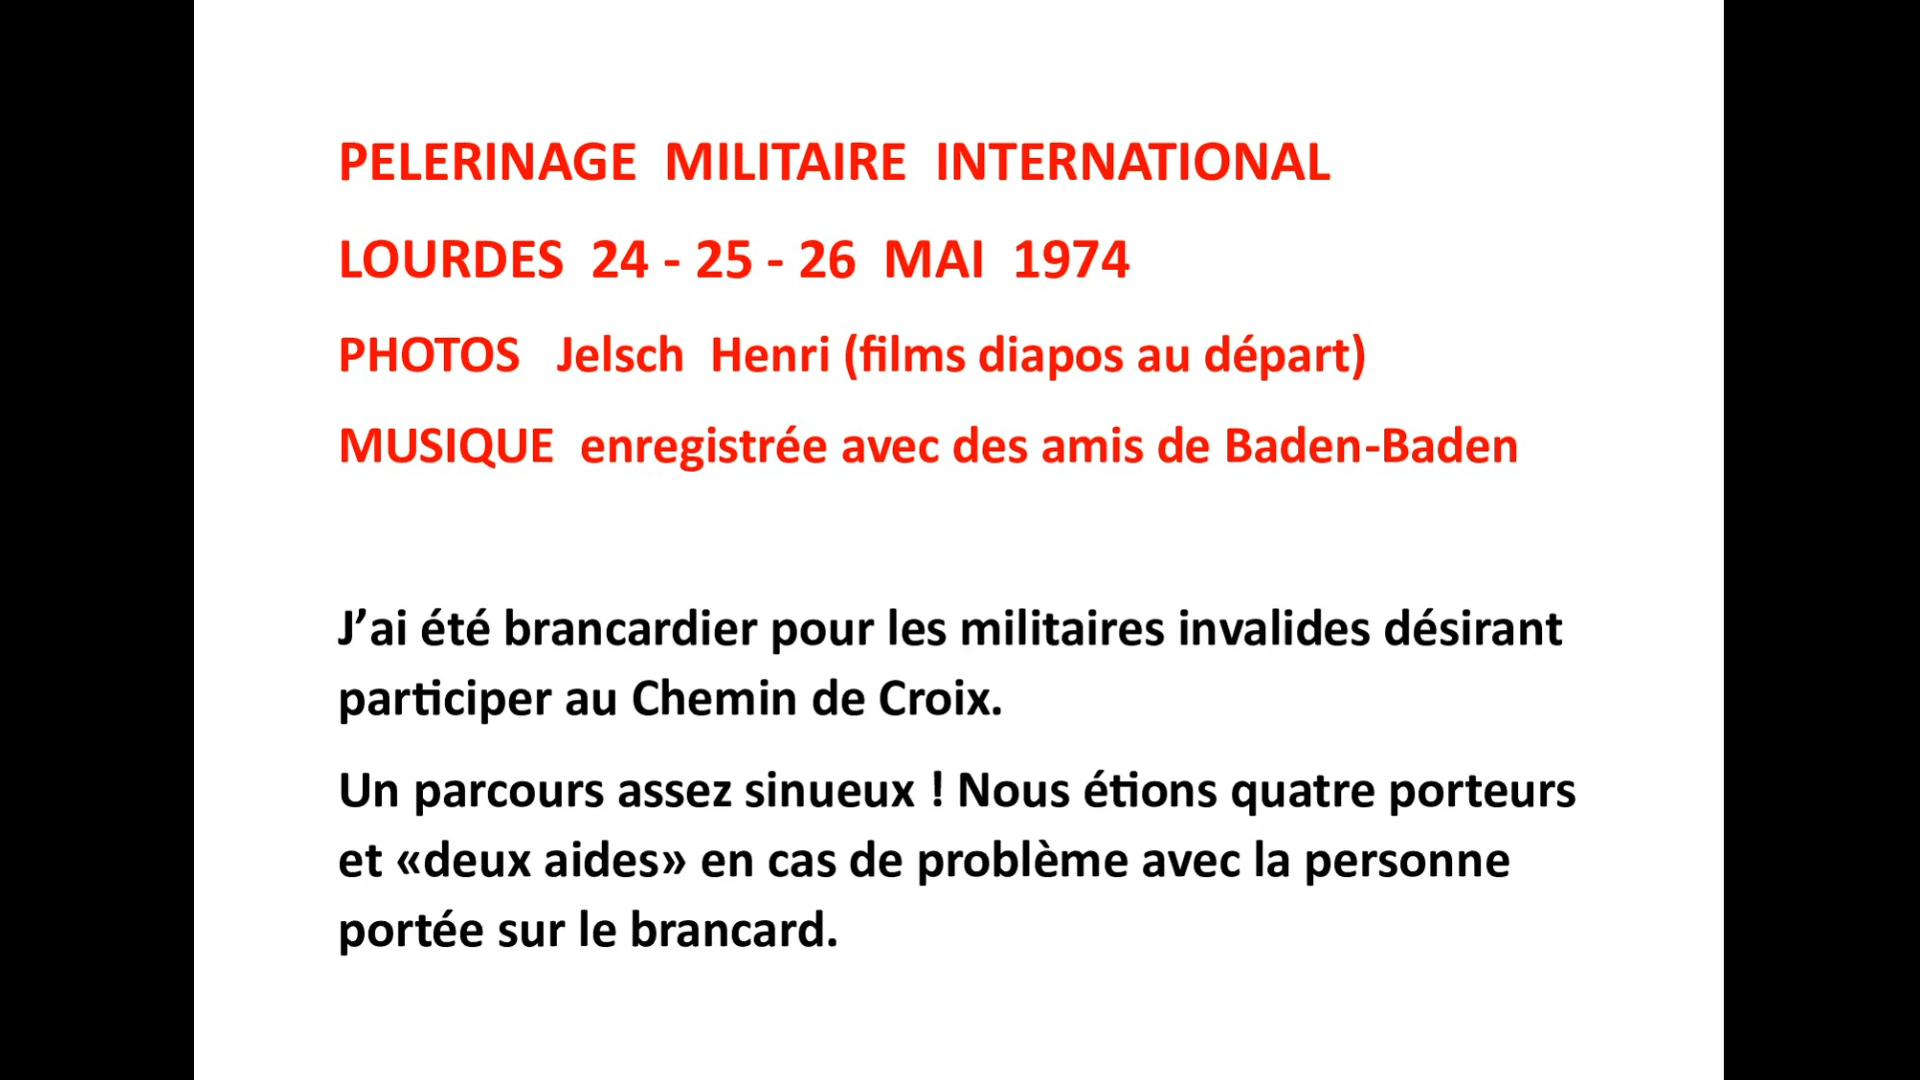 PELERINAGE MILITAIRE INTERNATIONAL
LOURDES 24 - 25 - 26 MAI 1974
PHOTOS Jelsch Henri (films diapos au départ)
MUSIQUE enregistrée avec des amis de Baden-Baden
J’ai été brancardier pour les militaires invalides désirant
participer au Chemin de Croix.
Un parcours assez sinueux ! Nous étions quatre porteurs
et «deux aides» en cas de problème avec la personne
portée sur le brancard.